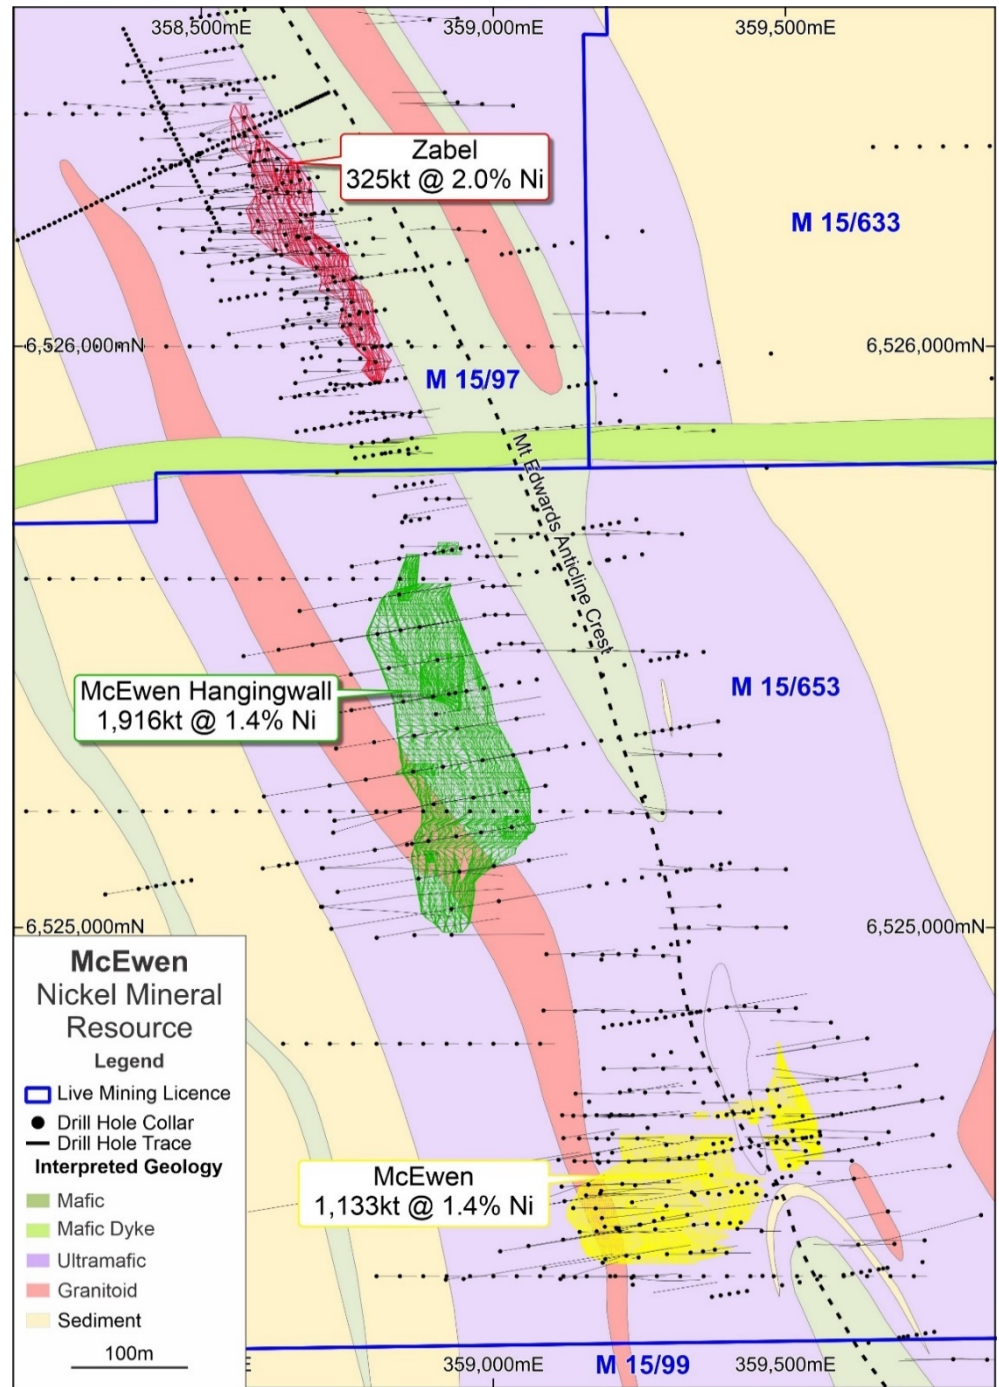 358,500mE
359,000mE
359,500mE
Zabel
325kt @ 2.0% Ni
M 15/633
6,526,000mN
6,526,000mN
M 15/97
Mt Edwards Anticline Crest
McEwen Hangingwall
1,916kt @ 1.4% Ni
M 15/653
6,525,000mN
6,525,000mN
McEwen
Nickel Mineral
Resource
Legend
Live Mining Licence
Drill Hole Collar
Drill Hole Trace
Interpreted Geology
Mafic
Mafic Dyke
Ultramafic
Granitoid
Sediment
100m
McEwen
1,133kt @ 1.4% Ni
E
359,000mE
M 15/99
359,500mE